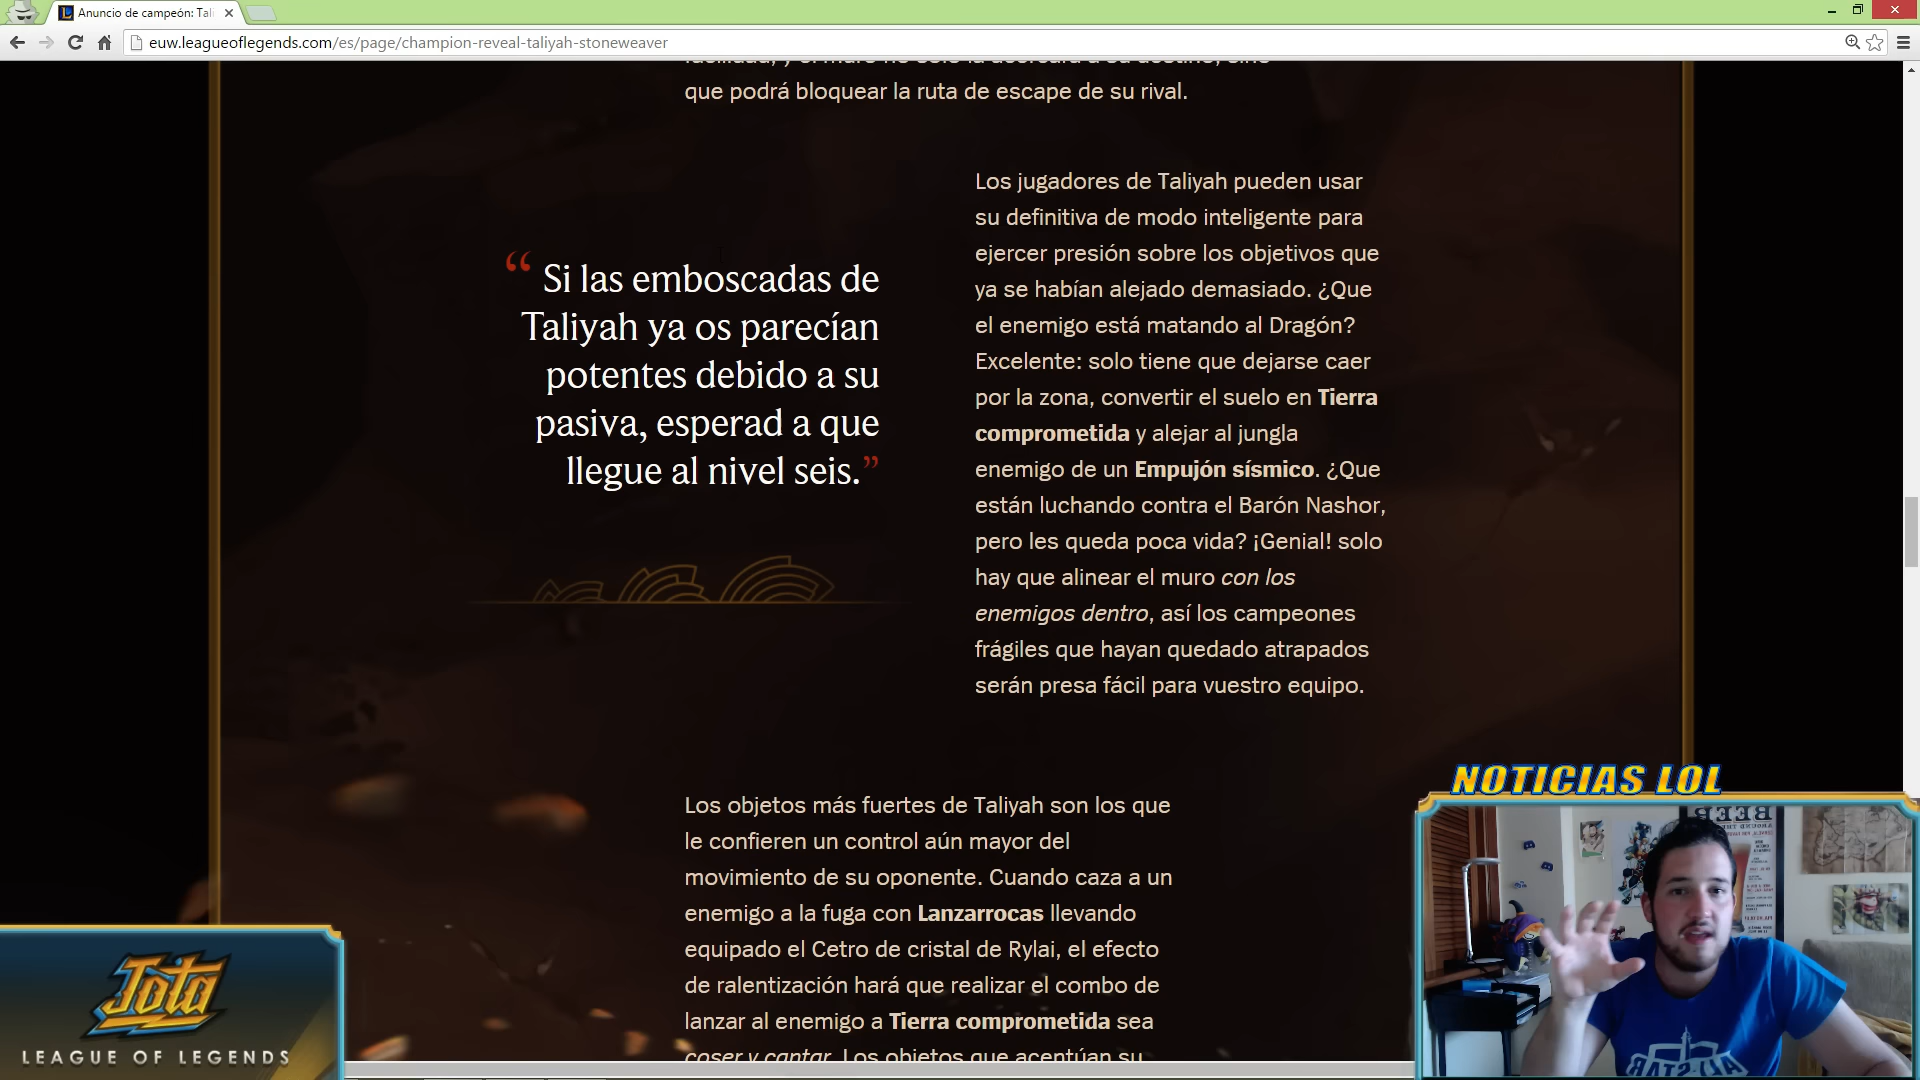 Anuncio de campeón: Tali
euw.leagueoflegends.com/es/page/champion-reveal-taliyah-stoneweaver
que podrá bloquear la ruta de escape de su rival.
“ Si las emboscadas de
Taliyah ya os parecían
potentes debido a su
pasiva, esperad a que
llegue al nivel seis.”
Los jugadores de Taliyah pueden usar
su definitiva de modo inteligente para
ejercer presión sobre los objetivos que
ya se habían alejado demasiado. ¿Que
el enemigo está matando al Dragón?
Excelente: solo tiene que dejarse caer
por la zona, convertir el suelo en Tierra
comprometida y alejar al jungla
enemigo de un Empujón sísmico. ¿Que
están luchando contra el Barón Nashor,
pero les queda poca vida? ¡Genial! solo
hay que alinear el muro con los
enemigos dentro, así los campeones
frágiles que hayan quedado atrapados
serán presa fácil para vuestro equipo.
Los objetos más fuertes de Taliyah son los que
le confieren un control aún mayor del
movimiento de su oponente. Cuando caza a un
enemigo a la fuga con Lanzarrocas llevando
equipado el Cetro de cristal de Rylai, el efecto
de ralentización hará que realizar el combo de
lanzar al enemigo a Tierra comprometida sea
coser y cantar. Los objetos que acentúan su
NOTICIAS LOL
BEER
Jota
LEAGUE OF LEGENDS